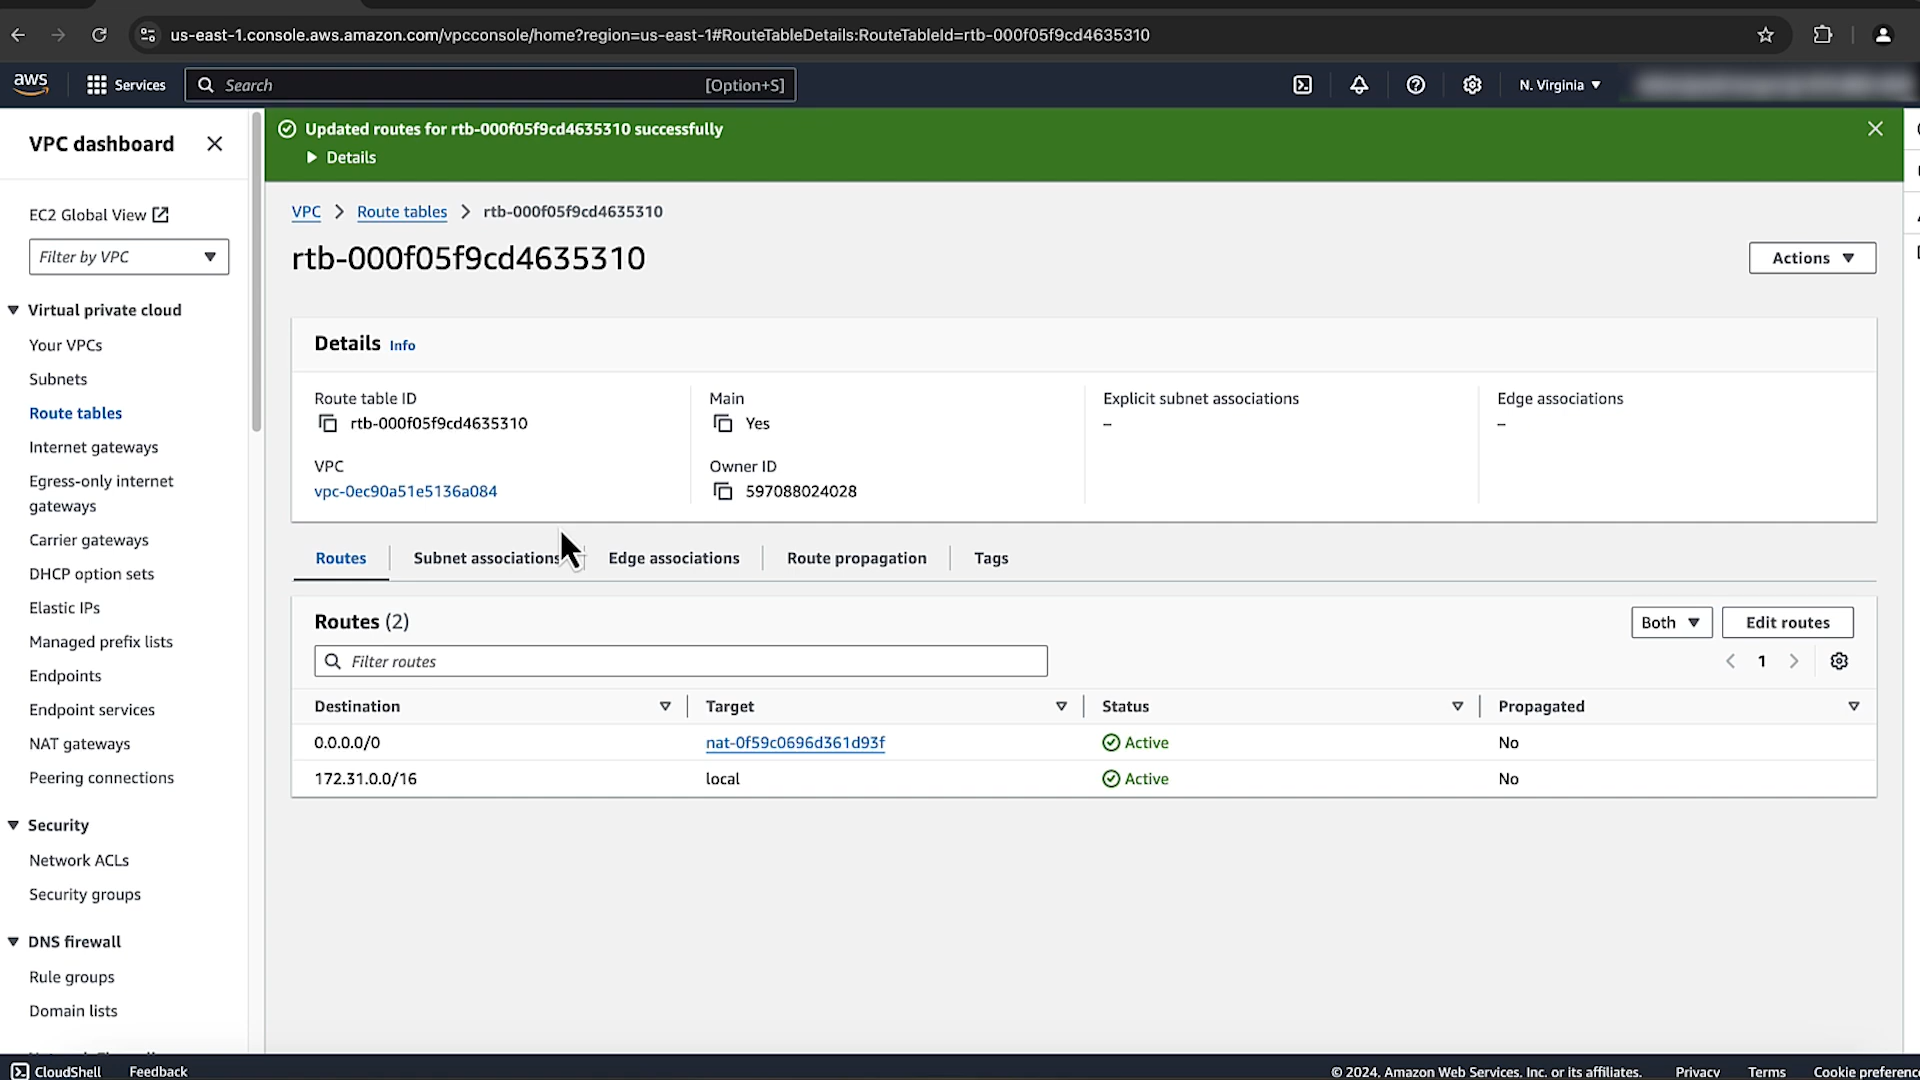 us-east-1.console.aws.amazon.com/vpcconsole/home?region=us-east-1#RouteTableDetails:RouteTableId=rtb-000f05f9cd4635310
aws Services Search [Option+S] N. Virginia
VPC dashboard
EC2 Global View
Filter by VPC
Virtual private cloud
Your VPCs
Subnets
Route tables
Internet gateways
Egress-only internet
gateways
Carrier gateways
DHCP option sets
Elastic IPs
Managed prefix lists
Endpoints
Endpoint services
NAT gateways
Peering connections
Security
Network ACLs
Security groups
DNS firewall
Rule groups
Domain lists
Updated routes for rtb-000f05f9cd4635310 successfully
Details
VPC > Route tables > rtb-000f05f9cd4635310
rtb-000f05f9cd4635310
Actions
Details Info
Route table ID
rtb-000f05f9cd4635310
Main
Yes
Explicit subnet associations
–
Edge associations
–
VPC
vpc-0ec90a51e5136a084
Owner ID
597088024028
Routes Subnet associations Edge associations Route propagation Tags
Routes (2)
Both Edit routes
Filter routes
1
Destination Target Status Propagated
0.0.0.0/0 nat-0f59c0696d361d93f Active No
172.31.0.0/16 local Active No
CloudShell Feedback © 2024, Amazon Web Services, Inc. or its affiliates. Privacy Terms Cookie preferenc